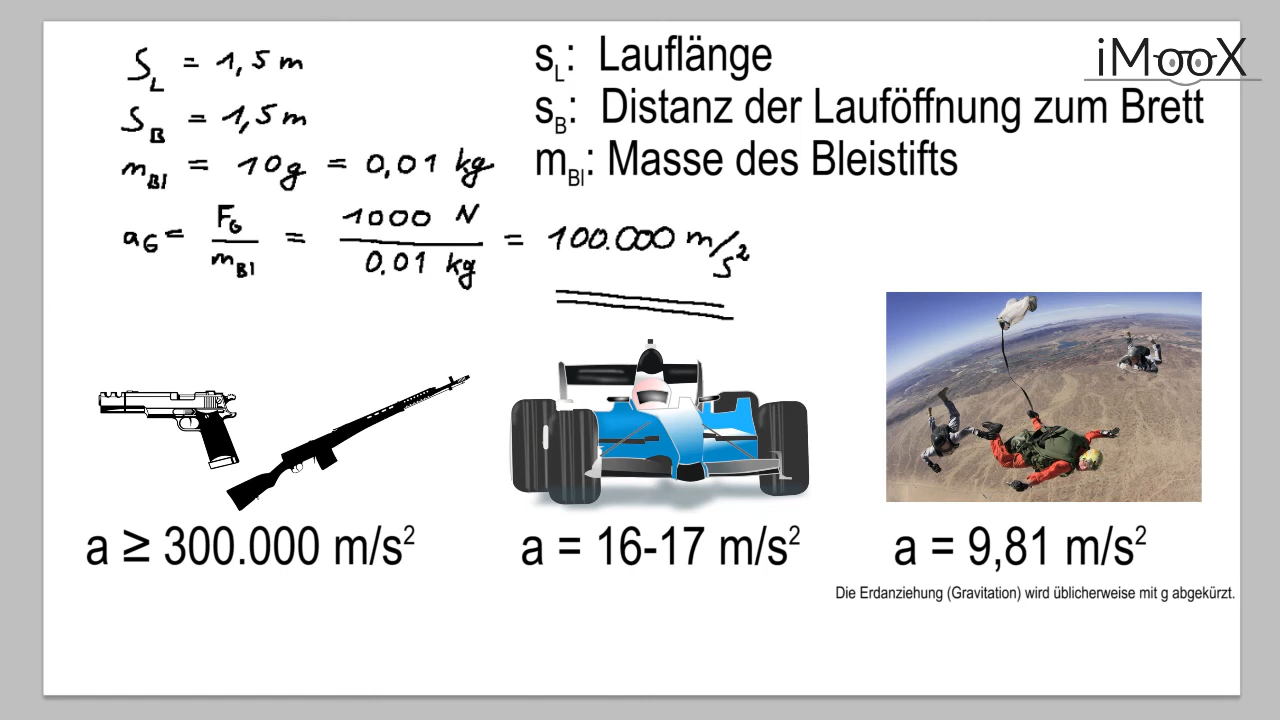 iMooX
S_L = 1,5 m
s_L: Lauflänge
S_B = 1,5 m
s_B: Distanz der Lauföffnung zum Brett
m_Bl = 10g = 0,01 kg
m_Bl: Masse des Bleistifts
a_G = F_G / m_Bl = 1000 N / 0.01 kg = 100.000 m/s²
a ≥ 300.000 m/s²
a = 16-17 m/s²
a = 9,81 m/s²
Die Erdanziehung (Gravitation) wird üblicherweise mit g abgekürzt.